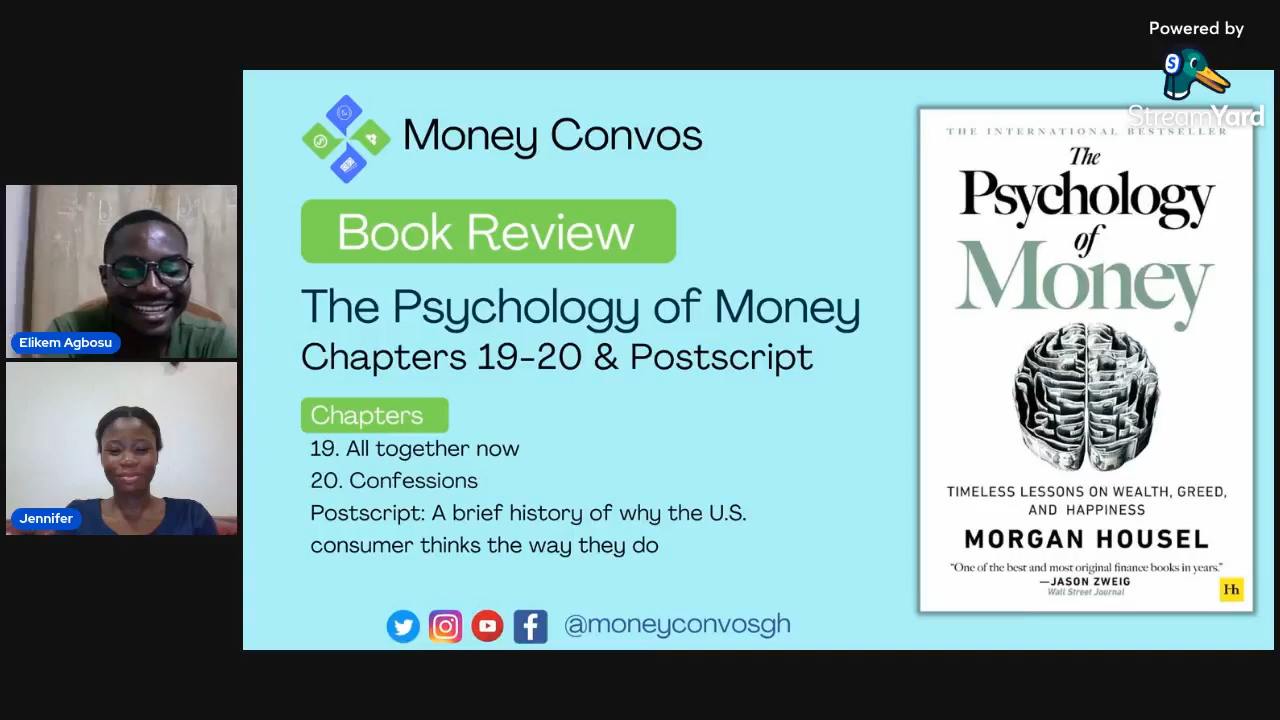 Powered by
StreamYard
Money Convos
Book Review
The Psychology of Money
Chapters 19-20 & Postscript
Chapters
19. All together now
20. Confessions
Postscript: A brief history of why the U.S.
consumer thinks the way they do
@moneyconvosgh
THE INTERNATIONAL BESTSELLER
The
Psychology
of
Money
TIMELESS LESSONS ON WEALTH, GREED,
AND HAPPINESS
MORGAN HOUSEL
"One of the best and most original finance books in years."
—JASON ZWEIG
Wall Street Journal
Hh
Elikem Agbosu
Jennifer